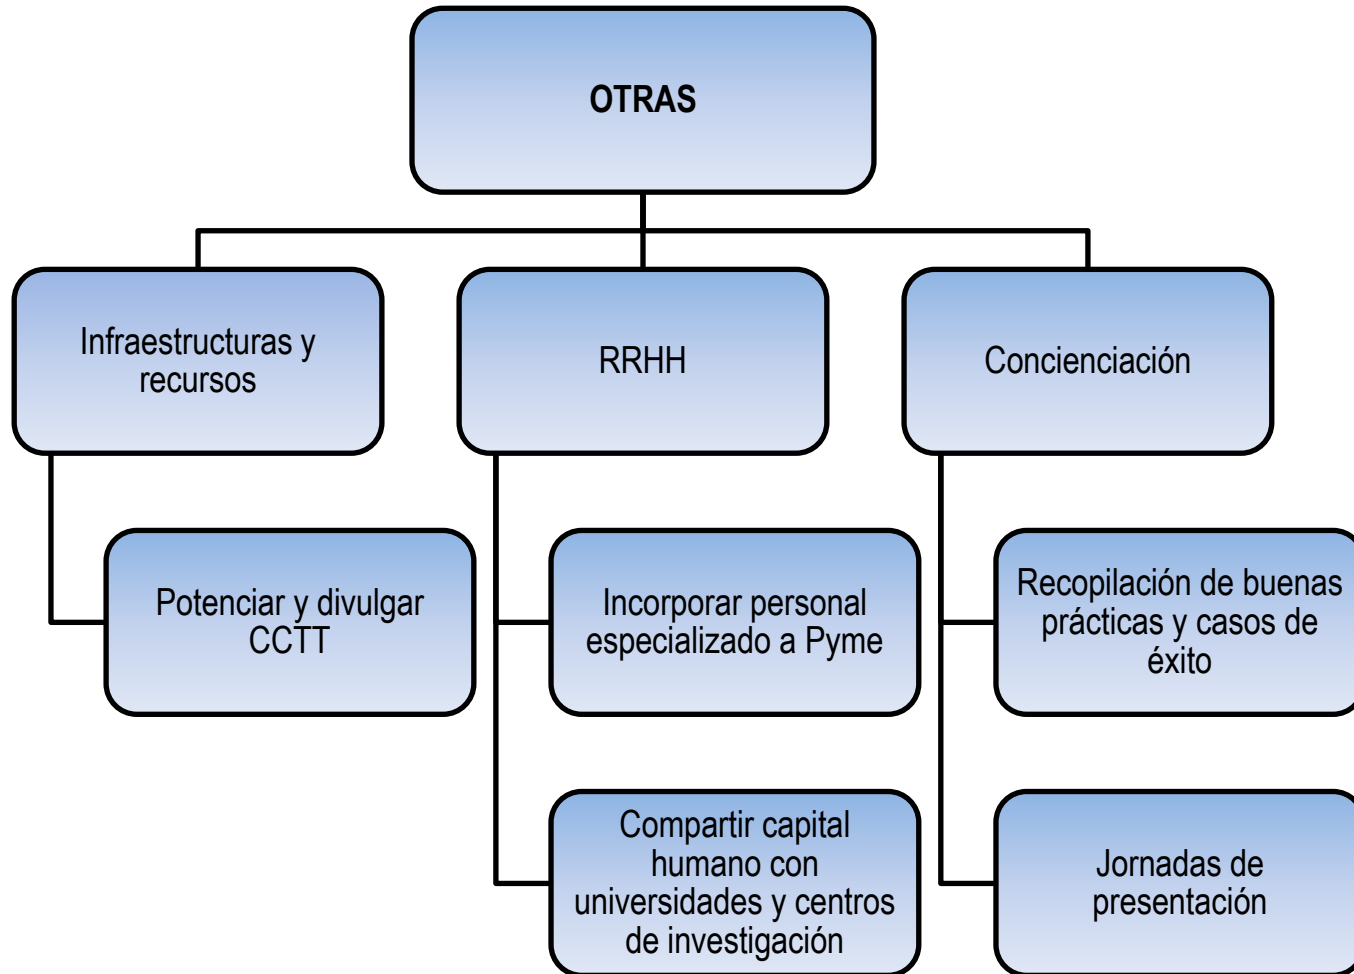 OTRAS
Infraestructuras y
recursos
RRHH
Concienciación
Potenciar y divulgar
CCTT
Incorporar personal
especializado a Pyme
Recopilación de buenas
prácticas y casos de
éxito
Compartir capital
humano con
universidades y centros
de investigación
Jornadas de
presentación